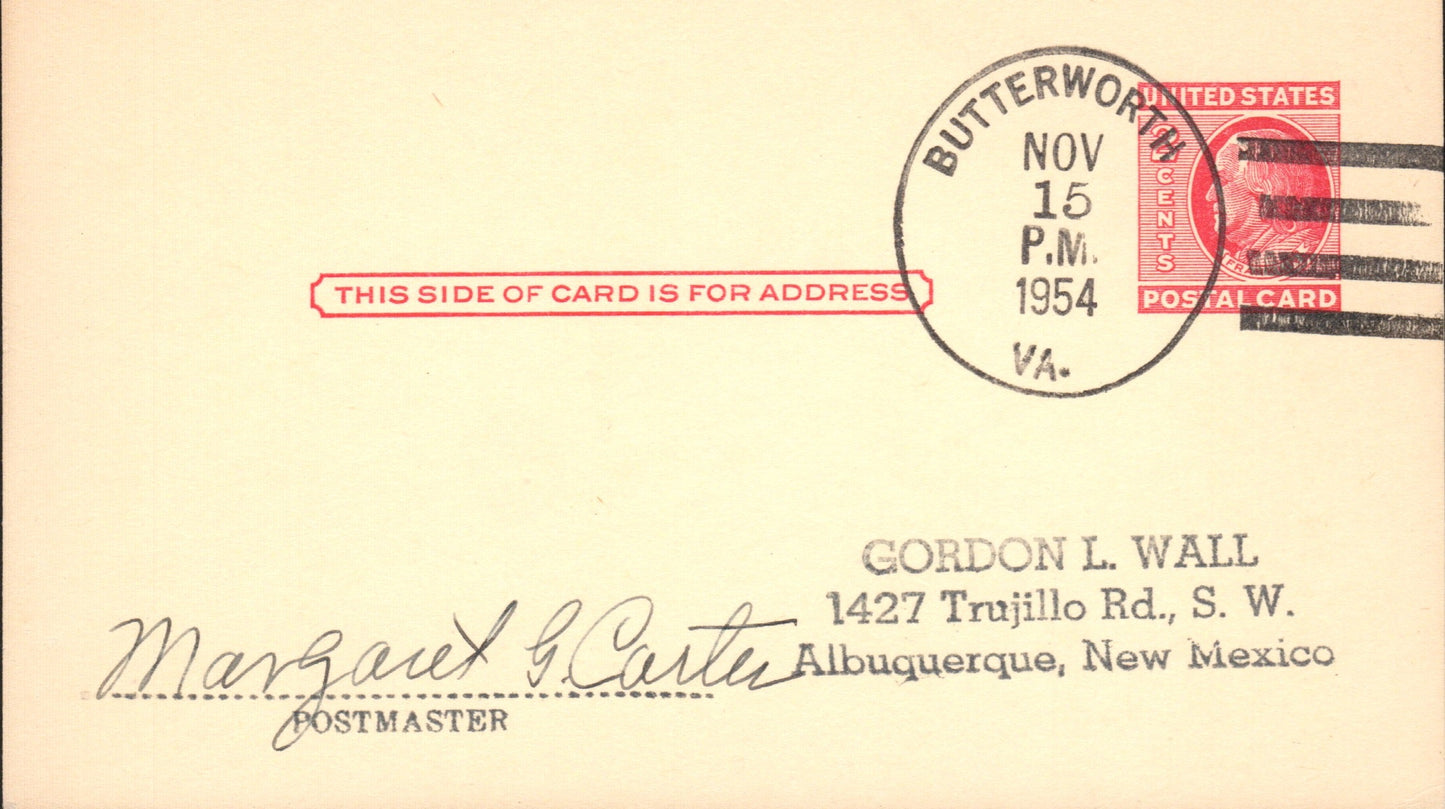 BUTTERWORTH
NOV
15
P.M.
1954
VA.
UNITED STATES
2 CENTS
POSTAL CARD
THIS SIDE OF CARD IS FOR ADDRESS
GORDON L. WALL
1427 Trujillo Rd., S. W.
Albuquerque, New Mexico
Margaret G. Carter
POSTMASTER